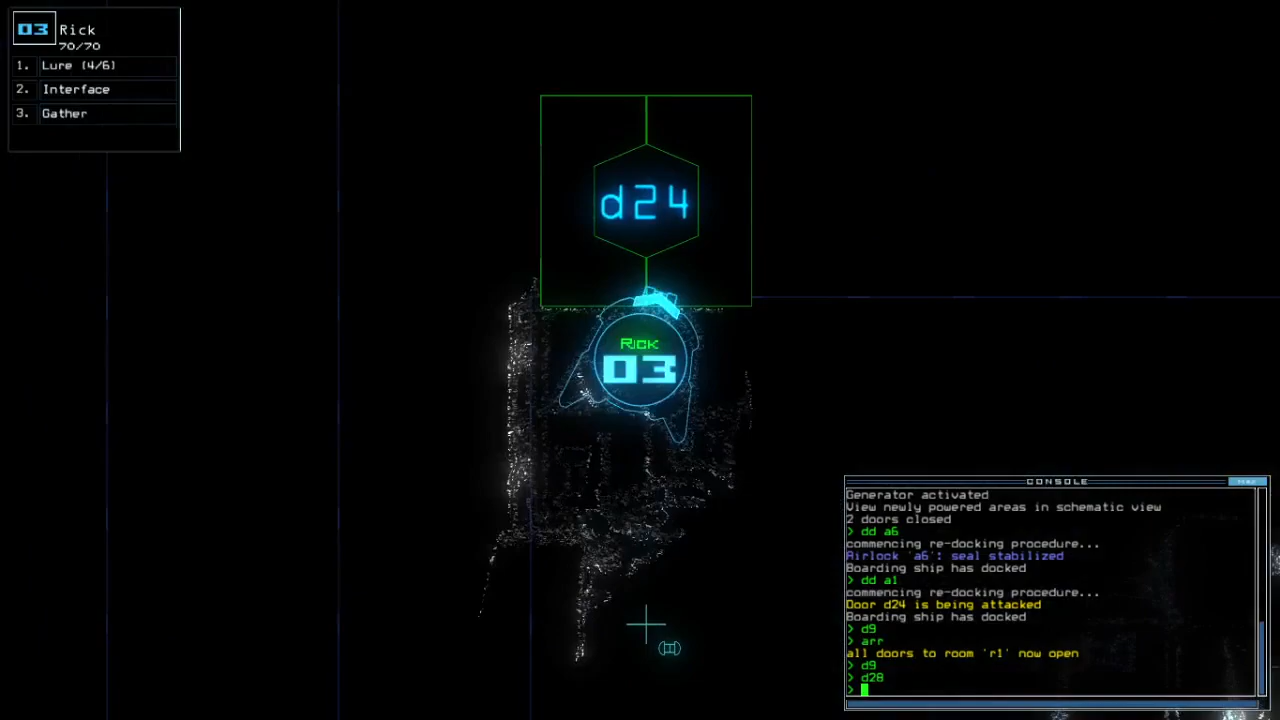 03 Rick
70/70
1. Lure (4/6)
2. Interface
3. Gather
d24
Rick
03
CONSOLE
Generator activated
View newly powered areas in schematic view
2 doors closed
> dd a6
commencing re-docking procedure...
Airlock 'a6': seal stabilized
Boarding ship has docked
> dd a1
commencing re-docking procedure...
Door d24 is being attacked
Boarding ship has docked
> d9
> arr
all doors to room 'r1' now open
> d9
> d28
>